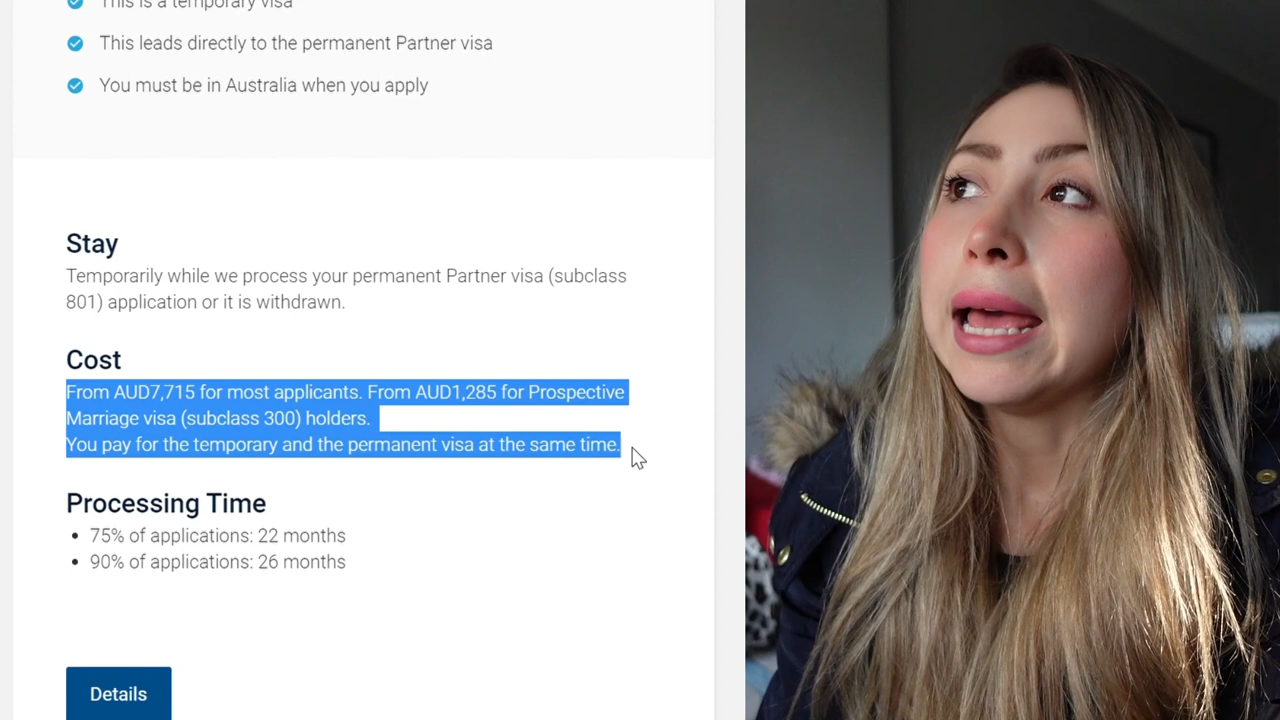 This is a temporary visa
This leads directly to the permanent Partner visa
You must be in Australia when you apply
Stay
Temporarily while we process your permanent Partner visa (subclass
801) application or it is withdrawn.
Cost
From AUD7,715 for most applicants. From AUD1,285 for Prospective
Marriage visa (subclass 300) holders.
You pay for the temporary and the permanent visa at the same time.
Processing Time
75% of applications: 22 months
90% of applications: 26 months
Details